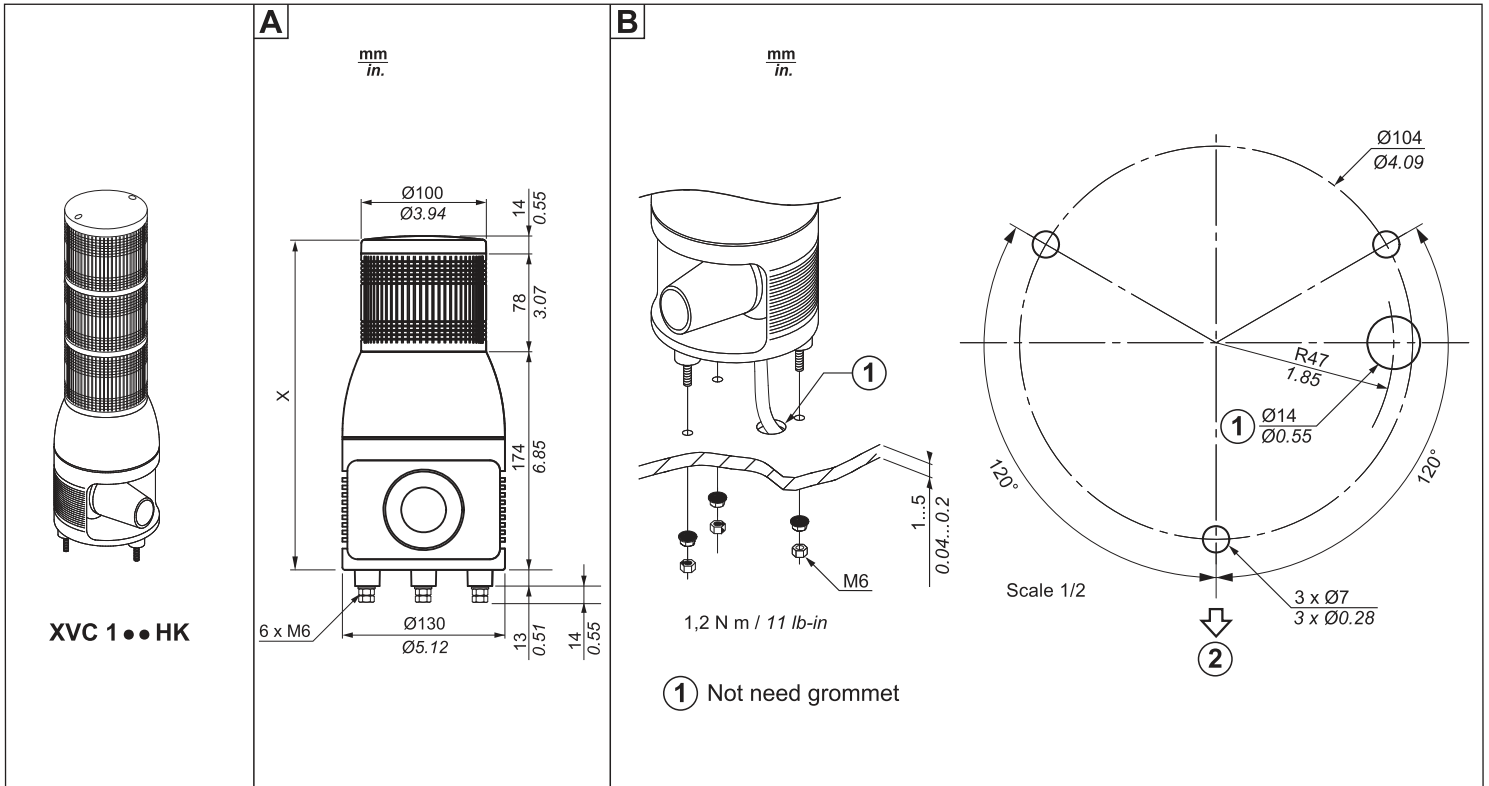 A
B
mm
in.
mm
in.
XVC 1●●HK
Ø100
Ø3.94
14
0.55
78
3.07
X
174
6.85
6 x M6
Ø130
Ø5.12
13
0.51
14
0.55
1
1...5
0.04...0.2
M6
1,2 N m / 11 lb-in
1 Not need grommet
Ø104
Ø4.09
R47
1.85
1 Ø14
Ø0.55
120°
120°
Scale 1/2
3 x Ø7
3 x Ø0.28
2